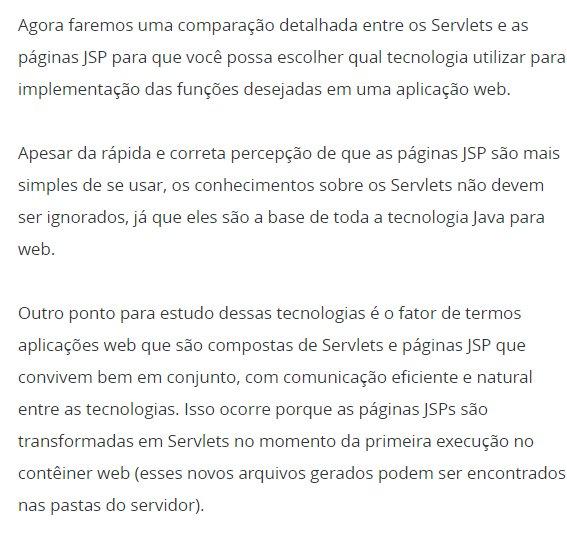 Agora faremos uma comparação detalhada entre os Servlets e as
páginas JSP para que você possa escolher qual tecnologia utilizar para
implementação das funções desejadas em uma aplicação web.
Apesar da rápida e correta percepção de que as páginas JSP são mais
simples de se usar, os conhecimentos sobre os Servlets não devem
ser ignorados, já que eles são a base de toda a tecnologia Java para
web.
Outro ponto para estudo dessas tecnologias é o fator de termos
aplicações web que são compostas de Servlets e páginas JSP que
convivem bem em conjunto, com comunicação eficiente e natural
entre as tecnologias. Isso ocorre porque as páginas JSPs são
transformadas em Servlets no momento da primeira execução no
contêiner web (esses novos arquivos gerados podem ser encontrados
nas pastas do servidor).